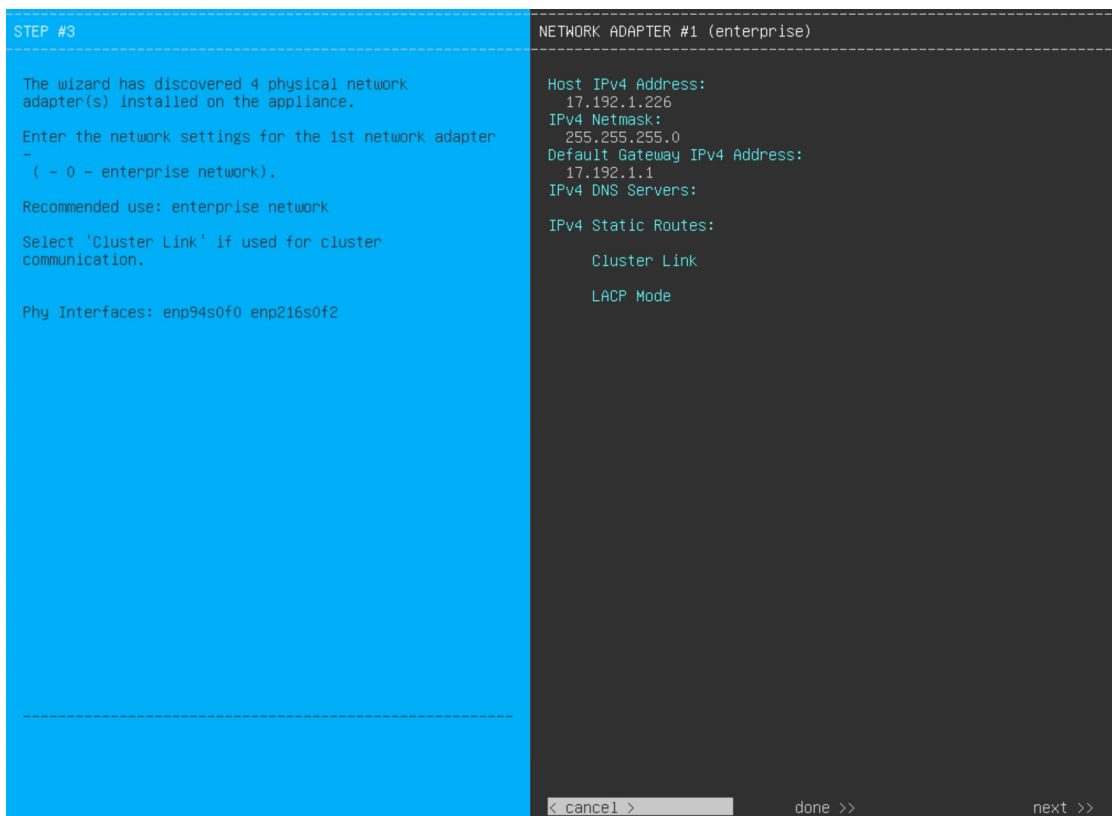 STEP #3
The wizard has discovered 4 physical network
adapter(s) installed on the appliance.
Enter the network settings for the 1st network adapter
-
( - 0 - enterprise network).
Recommended use: enterprise network
Select 'Cluster Link' if used for cluster
communication.
Phy Interfaces: enp94s0f0 enp216s0f2
NETWORK ADAPTER #1 (enterprise)
Host IPv4 Address:
17.192.1.226
IPv4 Netmask:
255.255.255.0
Default Gateway IPv4 Address:
17.192.1.1
IPv4 DNS Servers:
IPv4 Static Routes:
Cluster Link
LACP Mode
< cancel > done >> next >>